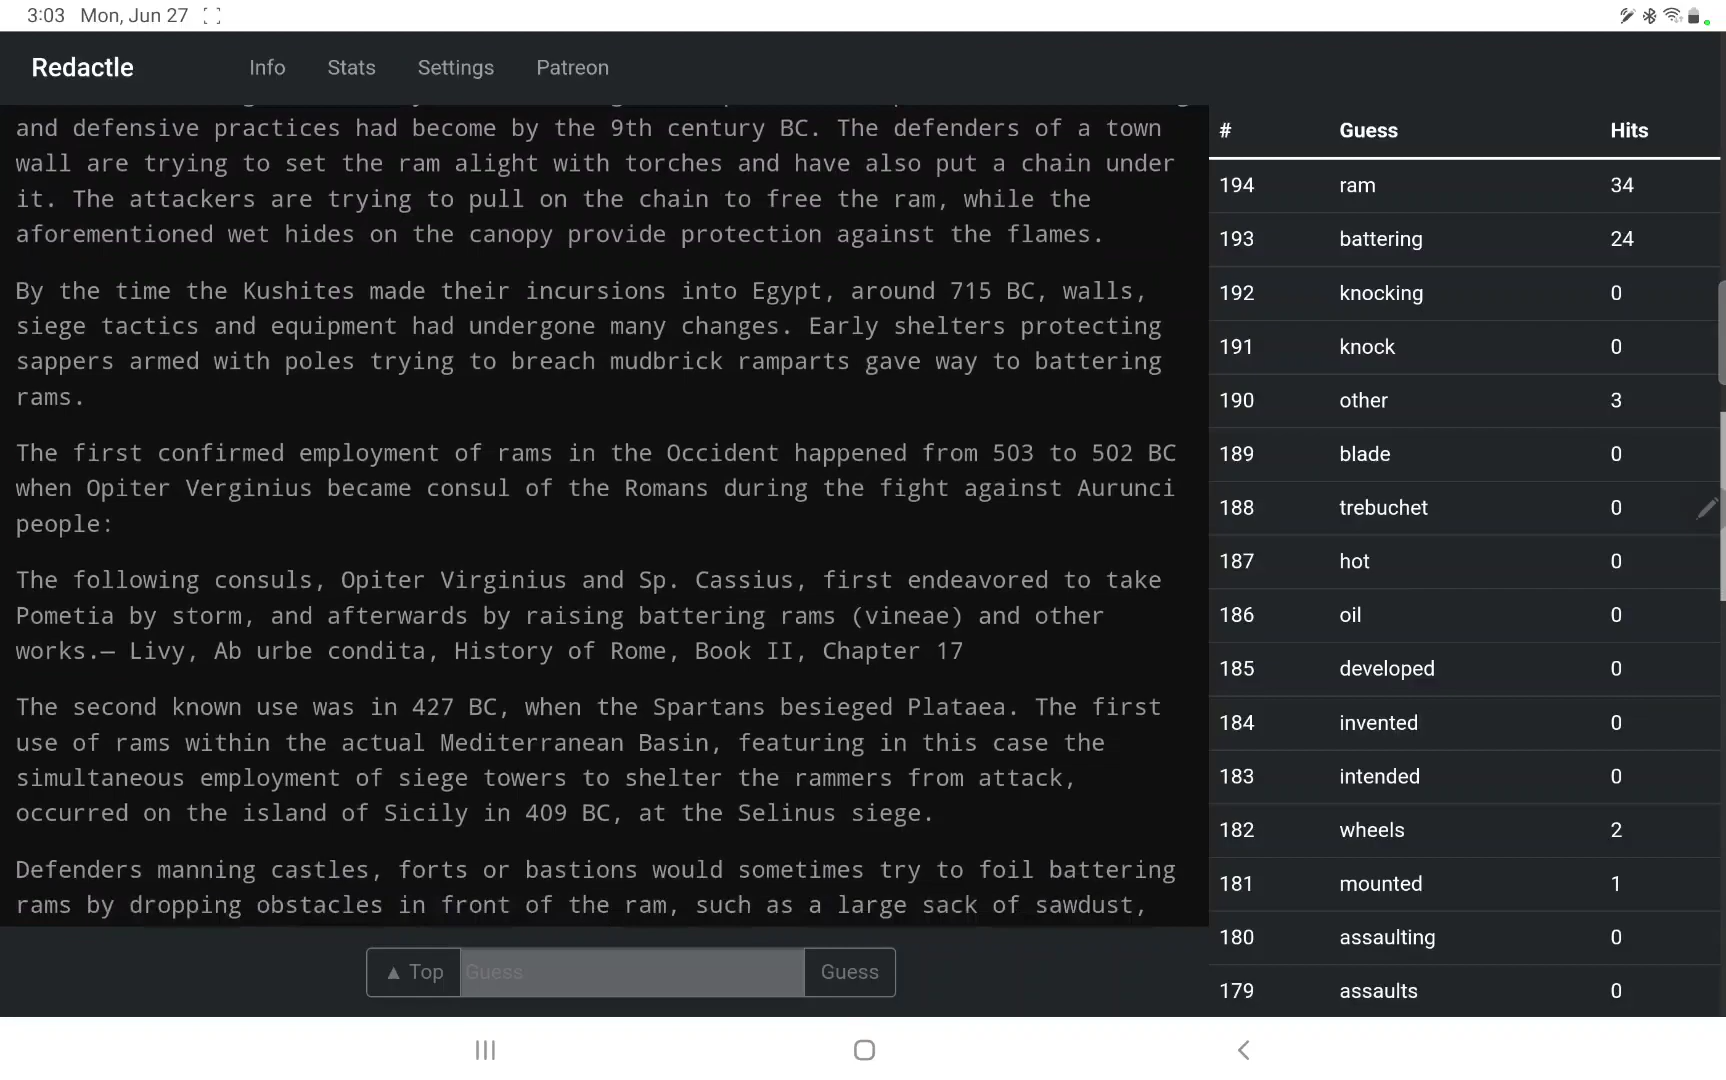 3:03 Mon, Jun 27
Redactle Info Stats Settings Patreon
and defensive practices had become by the 9th century BC. The defenders of a town
wall are trying to set the ram alight with torches and have also put a chain under
it. The attackers are trying to pull on the chain to free the ram, while the
aforementioned wet hides on the canopy provide protection against the flames.
By the time the Kushites made their incursions into Egypt, around 715 BC, walls,
siege tactics and equipment had undergone many changes. Early shelters protecting
sappers armed with poles trying to breach mudbrick ramparts gave way to battering
rams.
The first confirmed employment of rams in the Occident happened from 503 to 502 BC
when Opiter Verginius became consul of the Romans during the fight against Aurunci
people:
The following consuls, Opiter Virginius and Sp. Cassius, first endeavored to take
Pometia by storm, and afterwards by raising battering rams (vineae) and other
works.— Livy, Ab urbe condita, History of Rome, Book II, Chapter 17
The second known use was in 427 BC, when the Spartans besieged Plataea. The first
use of rams within the actual Mediterranean Basin, featuring in this case the
simultaneous employment of siege towers to shelter the rammers from attack,
occurred on the island of Sicily in 409 BC, at the Selinus siege.
Defenders manning castles, forts or bastions would sometimes try to foil battering
rams by dropping obstacles in front of the ram, such as a large sack of sawdust,
▲ Top Guess Guess
# Guess Hits
194 ram 34
193 battering 24
192 knocking 0
191 knock 0
190 other 3
189 blade 0
188 trebuchet 0
187 hot 0
186 oil 0
185 developed 0
184 invented 0
183 intended 0
182 wheels 2
181 mounted 1
180 assaulting 0
179 assaults 0